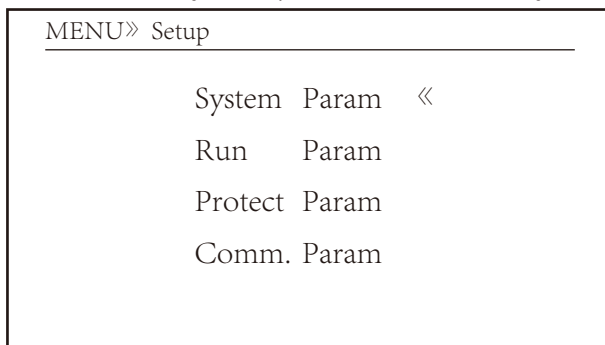 MENU》 Setup
System Param 《
Run Param
Protect Param
Comm. Param